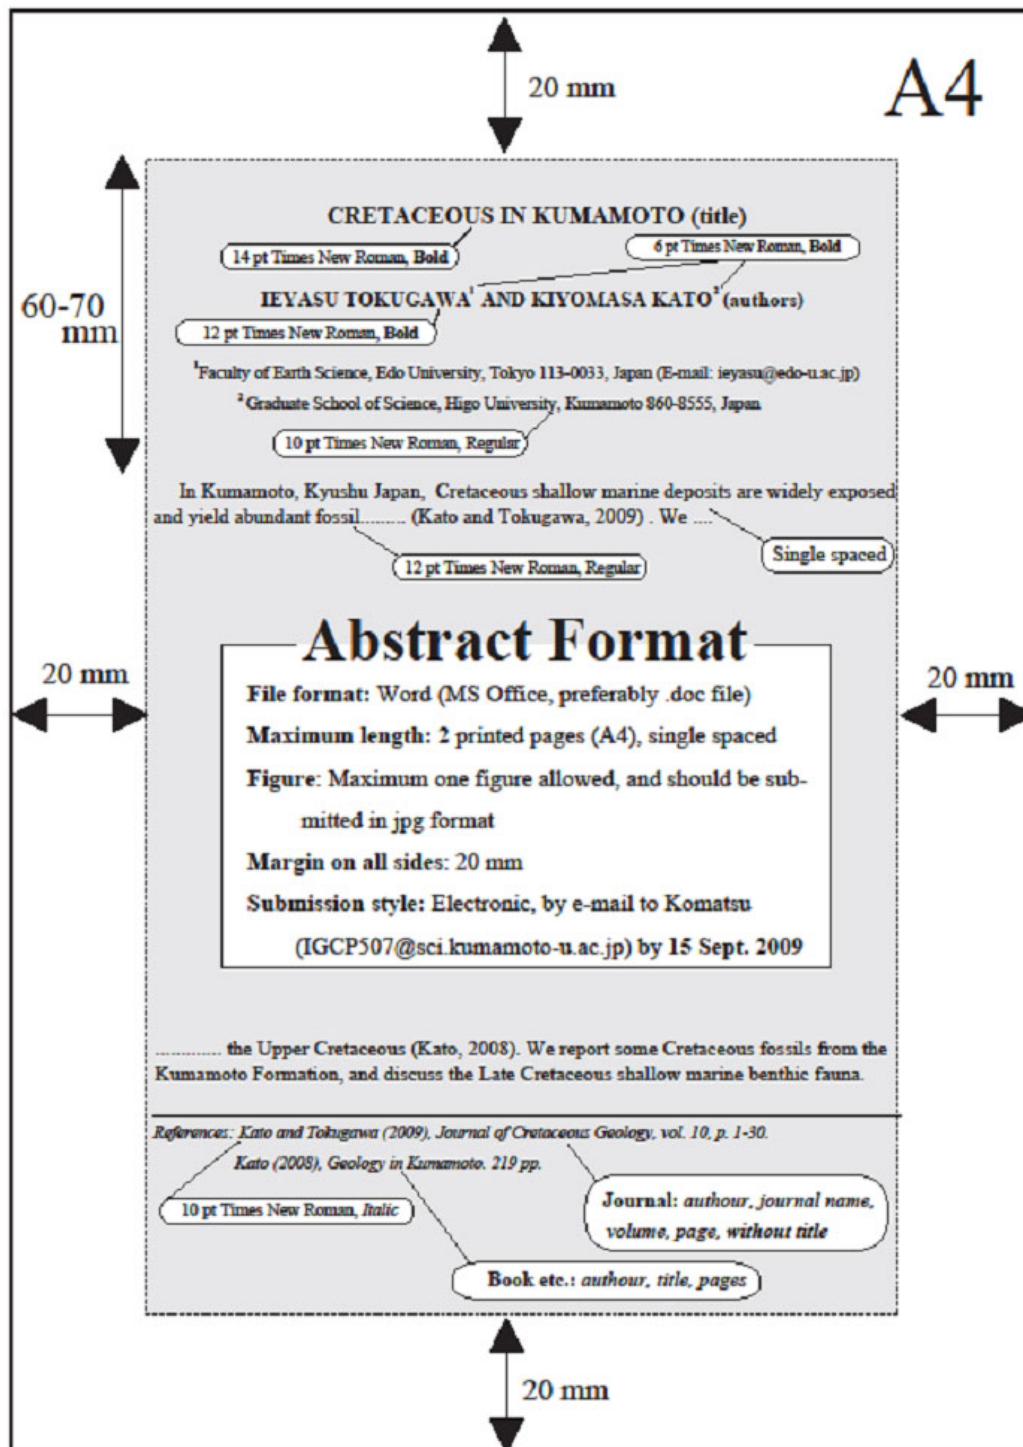 20 mm
A4
CRETACEOUS IN KUMAMOTO (title)
14 pt Times New Roman, Bold
6 pt Times New Roman, Bold
60-70
mm
IEYASU TOKUGAWA¹ AND KIYOMASA KATO² (authors)
12 pt Times New Roman, Bold
¹Faculty of Earth Science, Edo University, Tokyo 113-0033, Japan (E-mail: ieyasu@edo-u.ac.jp)
² Graduate School of Science, Higo University, Kumamoto 860-8555, Japan
10 pt Times New Roman, Regular
In Kumamoto, Kyushu Japan, Cretaceous shallow marine deposits are widely exposed
and yield abundant fossil.......... (Kato and Tokugawa, 2009) . We ....
Single spaced
12 pt Times New Roman, Regular
Abstract Format
20 mm
20 mm
File format: Word (MS Office, preferably .doc file)
Maximum length: 2 printed pages (A4), single spaced
Figure: Maximum one figure allowed, and should be sub-
mitted in jpg format
Margin on all sides: 20 mm
Submission style: Electronic, by e-mail to Komatsu
(IGCP507@sci.kumamoto-u.ac.jp) by 15 Sept. 2009
.............. the Upper Cretaceous (Kato, 2008). We report some Cretaceous fossils from the
Kumamoto Formation, and discuss the Late Cretaceous shallow marine benthic fauna.
References: Kato and Tokugawa (2009), Journal of Cretaceous Geology, vol. 10, p. 1-30.
Kato (2008), Geology in Kumamoto. 219 pp.
10 pt Times New Roman, Italic
Journal: authour, journal name,
volume, page, without title
Book etc.: authour, title, pages
20 mm